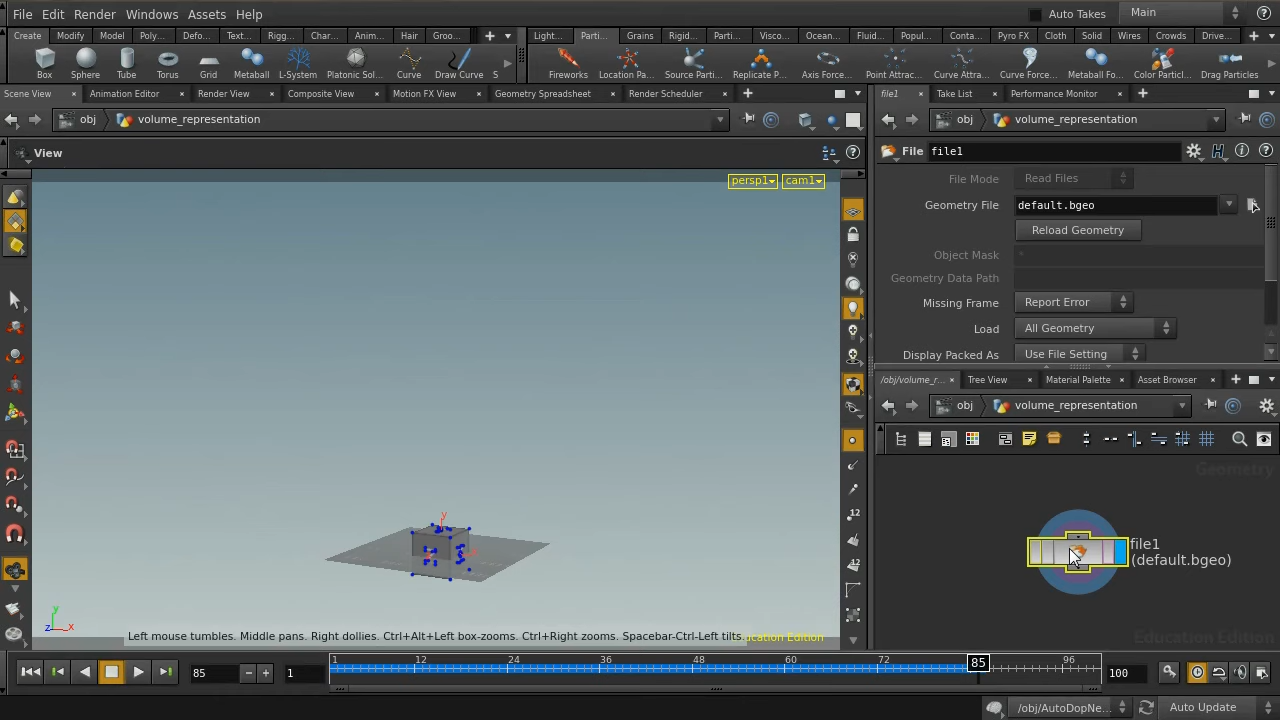 File Edit Render Windows Assets Help Auto Takes Main
Create Modify Model Poly... Defo... Text... Rigg... Char... Anim... Hair Groo... Light... Parti... Grains Rigid... Parti... Visco... Ocean... Fluid... Popul... Conta... Pyro FX Cloth Solid Wires Crowds Drive...
Box Sphere Tube Torus Grid Metaball L-System Platonic Sol... Curve Draw Curve S Fireworks Location Pa... Source Parti... Replicate P... Axis Force... Point Attrac... Curve Attra... Curve Force... Metaball Fo... Color Particl... Drag Particles
Scene View Animation Editor Render View Composite View Motion FX View Geometry Spreadsheet Render Scheduler
obj volume_representation
View
persp1 cam1
y
x
12
12
y
z x
Left mouse tumbles. Middle pans. Right dollies. Ctrl+Alt+Left box-zooms. Ctrl+Right zooms. Spacebar-Ctrl-Left tilts.
ucation Edition
file1 Take List Performance Monitor
obj volume_representation
File file1
File Mode Read Files
Geometry File default.bgeo
Reload Geometry
Object Mask *
Geometry Data Path
Missing Frame Report Error
Load All Geometry
Display Packed As Use File Setting
/obj/volume_r... Tree View Material Palette Asset Browser
obj volume_representation
Geometry
file1
(default.bgeo)
Education Edition
85 1 1 12 24 36 48 60 72 85 96 100
/obj/AutoDopNe... Auto Update